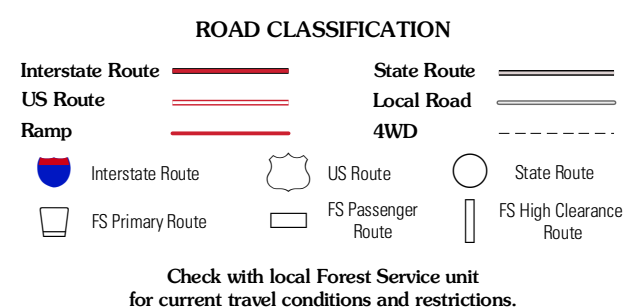 ROAD CLASSIFICATION
Interstate Route
State Route
US Route
Local Road
Ramp
4WD
Interstate Route
US Route
State Route
FS Primary Route
FS Passenger
Route
FS High Clearance
Route
Check with local Forest Service unit
for current travel conditions and restrictions.